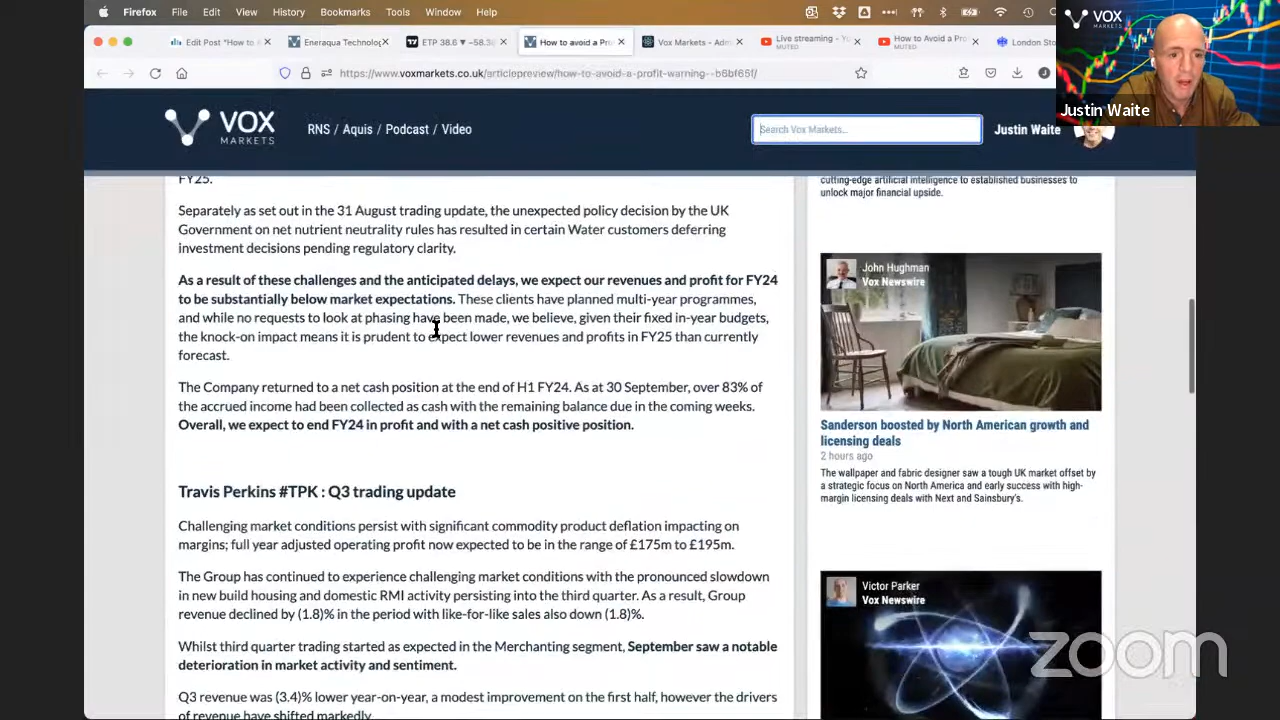 Firefox File Edit View History Bookmarks Tools Window Help
Edit Post "How to
Eneraqua Technolog
ETP 38.6 ▼ -58.3
How to avoid a Pr
Vox Markets - Ad
Live streaming - Yo
MUTED
How to Avoid a Pro
MUTED
London Sto
https://www.voxmarkets.co.uk/articlepreview/how-to-avoid-a-profit-warning--b6bf65f/
VOX
MARKETS
Justin Waite
VOX
MARKETS
RNS / Aquis / Podcast / Video
Search Vox Markets...
Justin Waite
FY25.
Separately as set out in the 31 August trading update, the unexpected policy decision by the UK
Government on net nutrient neutrality rules has resulted in certain Water customers deferring
investment decisions pending regulatory clarity.
As a result of these challenges and the anticipated delays, we expect our revenues and profit for FY24
to be substantially below market expectations. These clients have planned multi-year programmes,
and while no requests to look at phasing have been made, we believe, given their fixed in-year budgets,
the knock-on impact means it is prudent to expect lower revenues and profits in FY25 than currently
forecast.
The Company returned to a net cash position at the end of H1 FY24. As at 30 September, over 83% of
the accrued income had been collected as cash with the remaining balance due in the coming weeks.
Overall, we expect to end FY24 in profit and with a net cash positive position.
Travis Perkins #TPK : Q3 trading update
Challenging market conditions persist with significant commodity product deflation impacting on
margins; full year adjusted operating profit now expected to be in the range of £175m to £195m.
The Group has continued to experience challenging market conditions with the pronounced slowdown
in new build housing and domestic RMI activity persisting into the third quarter. As a result, Group
revenue declined by (1.8)% in the period with like-for-like sales also down (1.8)%.
Whilst third quarter trading started as expected in the Merchanting segment, September saw a notable
deterioration in market activity and sentiment.
Q3 revenue was (3.4)% lower year-on-year, a modest improvement on the first half, however the drivers
of revenue have shifted markedly.
cutting-edge artificial intelligence to established businesses to
unlock major financial upside.
John Hughman
Vox Newswire
Sanderson boosted by North American growth and
licensing deals
2 hours ago
The wallpaper and fabric designer saw a tough UK market offset by
a strategic focus on North America and early success with high-
margin licensing deals with Next and Sainsbury's.
Victor Parker
Vox Newswire
zoom